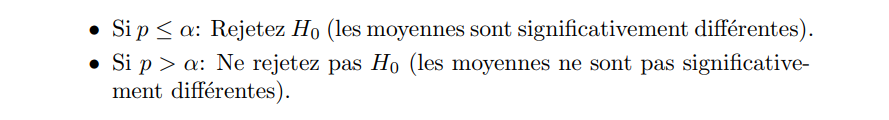 • Si p ≤ α: Rejetez H₀ (les moyennes sont significativement différentes).
• Si p > α: Ne rejetez pas H₀ (les moyennes ne sont pas significative-
ment différentes).